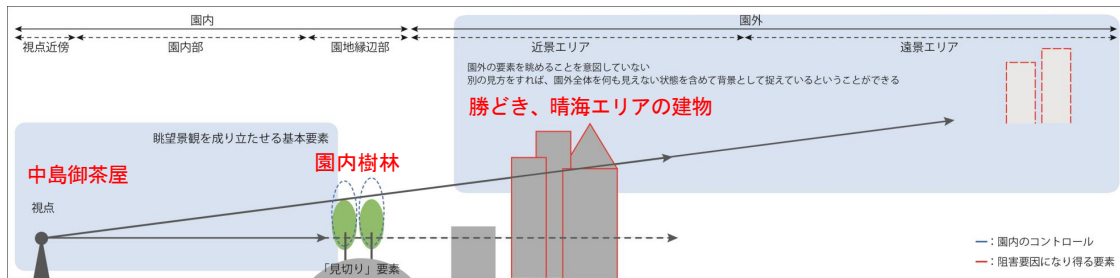 園内
園外
視点近傍
園内部
園地縁辺部
近景エリア
遠景エリア
園外の要素を眺めることを意図していない
別の見方をすれば、園外全体を何も見えない状態を含めて背景として捉えているということができる
勝どき、晴海エリアの建物
眺望景観を成り立たせる基本要素
園内樹林
中島御茶屋
視点
「見切り」要素
ー：園内のコントロール
ー：阻害要因になり得る要素